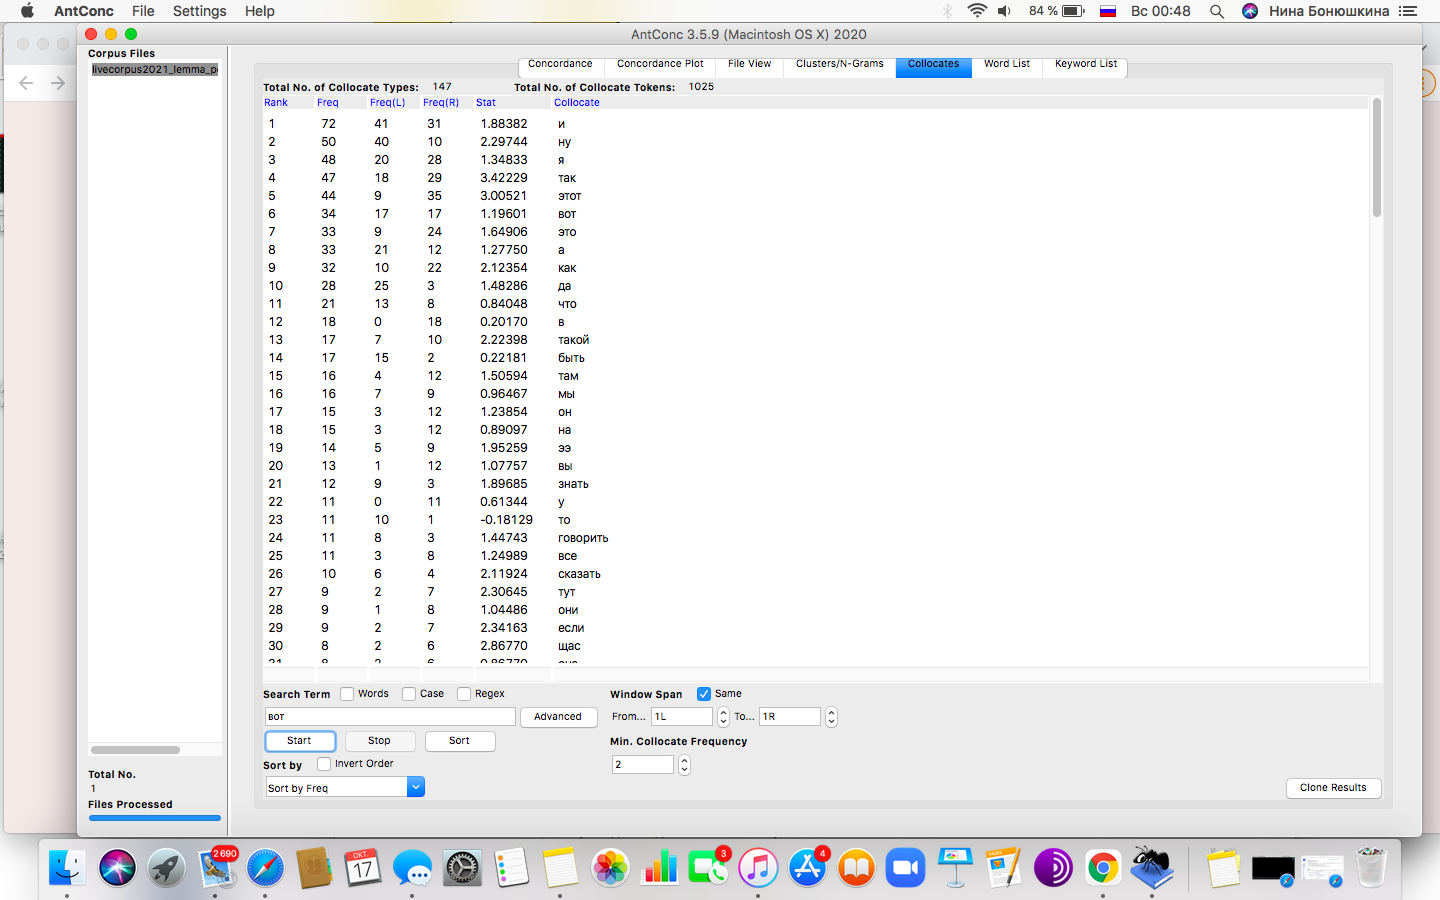 AntConc File Settings Help 84 % Вс 00:48 Нина Бонюшкина
AntConc 3.5.9 (Macintosh OS X) 2020
Corpus Files
livecorpus2021_lemma_p
Concordance Concordance Plot File View Clusters/N-Grams Collocates Word List Keyword List
Total No. of Collocate Types: 147 Total No. of Collocate Tokens: 1025
Rank Freq Freq(L) Freq(R) Stat Collocate
1 72 41 31 1.88382 и
2 50 40 10 2.29744 ну
3 48 20 28 1.34833 я
4 47 18 29 3.42229 так
5 44 9 35 3.00521 этот
6 34 17 17 1.19601 вот
7 33 9 24 1.64906 это
8 33 21 12 1.27750 а
9 32 10 22 2.12354 как
10 28 25 3 1.48286 да
11 21 13 8 0.84048 что
12 18 0 18 0.20170 в
13 17 7 10 2.22398 такой
14 17 15 2 0.22181 быть
15 16 4 12 1.50594 там
16 16 7 9 0.96467 мы
17 15 3 12 1.23854 он
18 15 3 12 0.89097 на
19 14 5 9 1.95259 ээ
20 13 1 12 1.07757 вы
21 12 9 3 1.89685 знать
22 11 0 11 0.61344 у
23 11 10 1 -0.18129 то
24 11 8 3 1.44743 говорить
25 11 3 8 1.24989 все
26 10 6 4 2.11924 сказать
27 9 2 7 2.30645 тут
28 9 1 8 1.04486 они
29 9 2 7 2.34163 если
30 8 2 6 2.86770 щас
31 8 2 6 0.86770
Search Term Words Case Regex Window Span Same
вот Advanced From... 1L To... 1R
Start Stop Sort Min. Collocate Frequency
Sort by Invert Order 2
Sort by Freq Clone Results
Total No.
1
Files Processed
2 690 ОКТ. 17 3 4